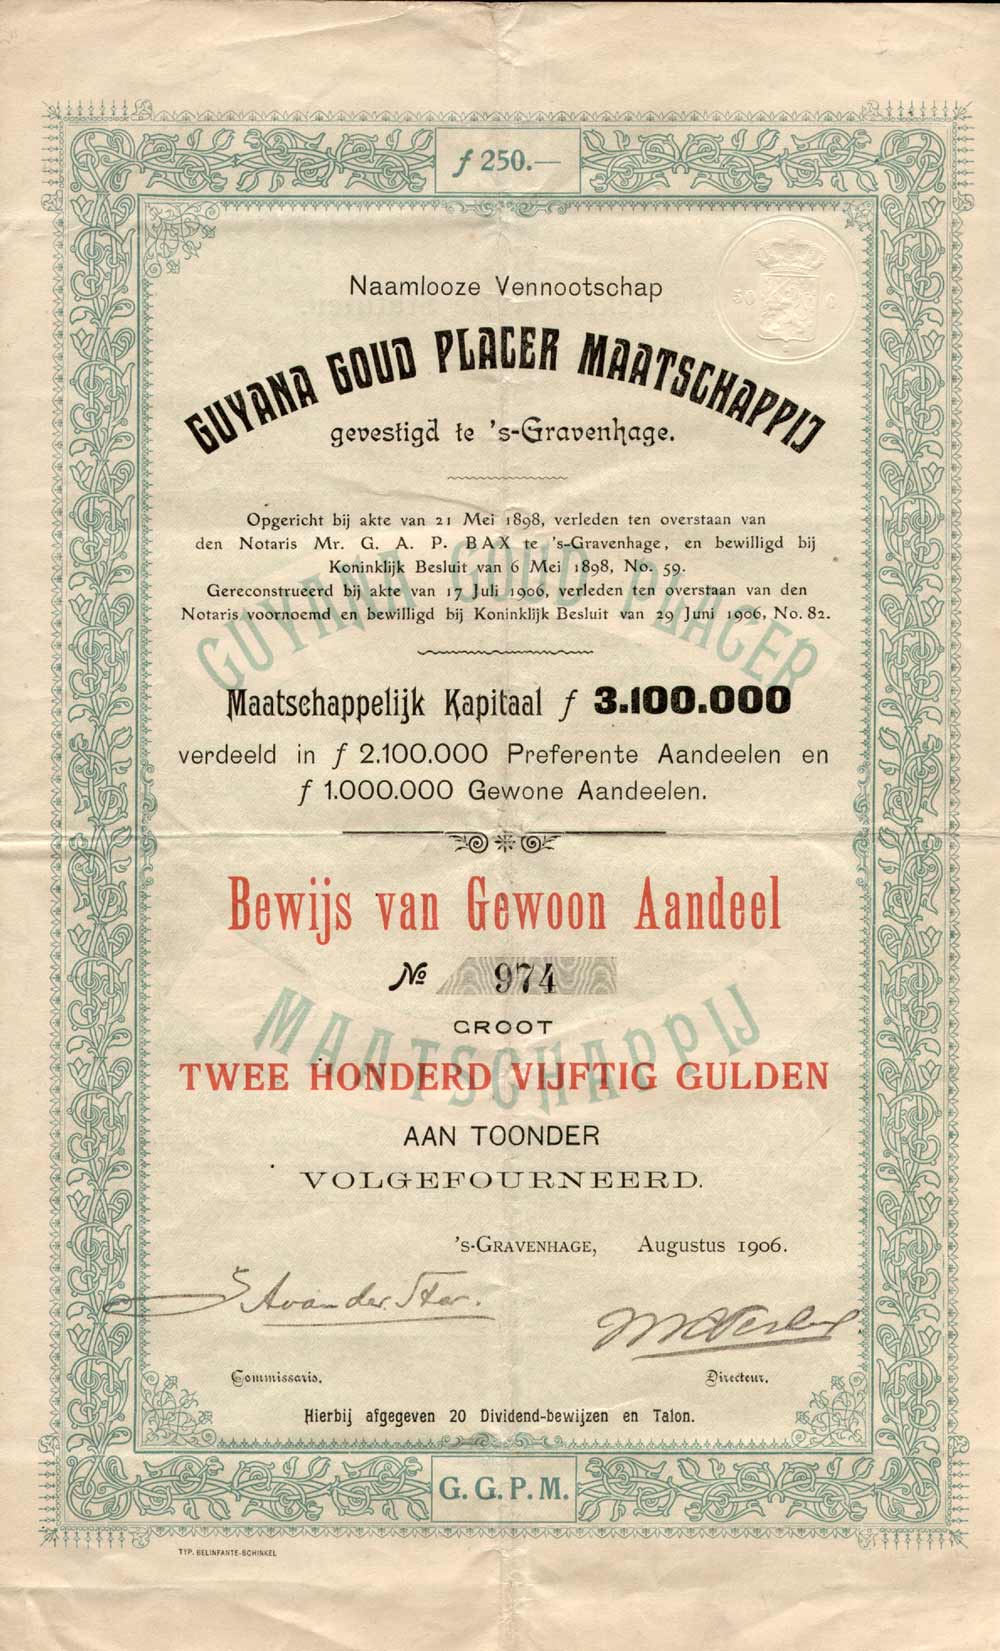 ƒ 250.—
Naamlooze Vennootschap
GUYANA GOUD PLACER MAATSCHAPPIJ
gevestigd te 's-Gravenhage.
Opgericht bij akte van 21 Mei 1898, verleden ten overstaan van
den Notaris Mr. G. A. P. BAX te 's-Gravenhage, en bewilligd bij
Koninklijk Besluit van 6 Mei 1898, No. 59.
Gereconstrueerd bij akte van 17 Juli 1906, verleden ten overstaan van den
Notaris voornoemd en bewilligd bij Koninklijk Besluit van 29 Juni 1906, No. 82.
GUYANA GOUD PLACER
Maatschappelijk Kapitaal ƒ 3.100.000
verdeeld in ƒ 2.100.000 Preferente Aandeelen en
ƒ 1.000.000 Gewone Aandeelen.
Bewijs van Gewoon Aandeel
No 974
GROOT
MAATSCHAPPIJ
TWEE HONDERD VIJFTIG GULDEN
AAN TOONDER
VOLGEFOURNEERD.
's-GRAVENHAGE, Augustus 1906.
van der Star.
Commissaris. Directeur.
Hierbij afgegeven 20 Dividend-bewijzen en Talon.
G. G. P. M.
TYP. BELINFANTE-SCHINKEL